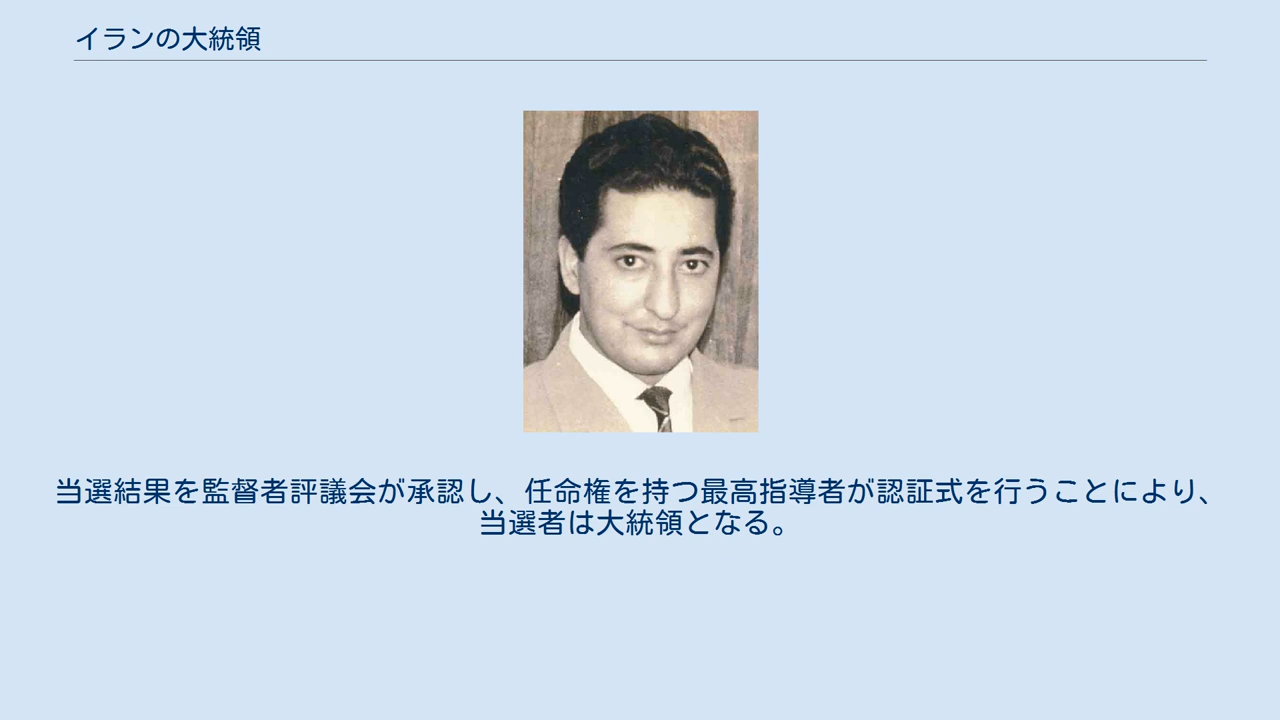 イランの大統領
当選結果を監督者評議会が承認し、任命権を持つ最高指導者が認証式を行うことにより、
当選者は大統領となる。